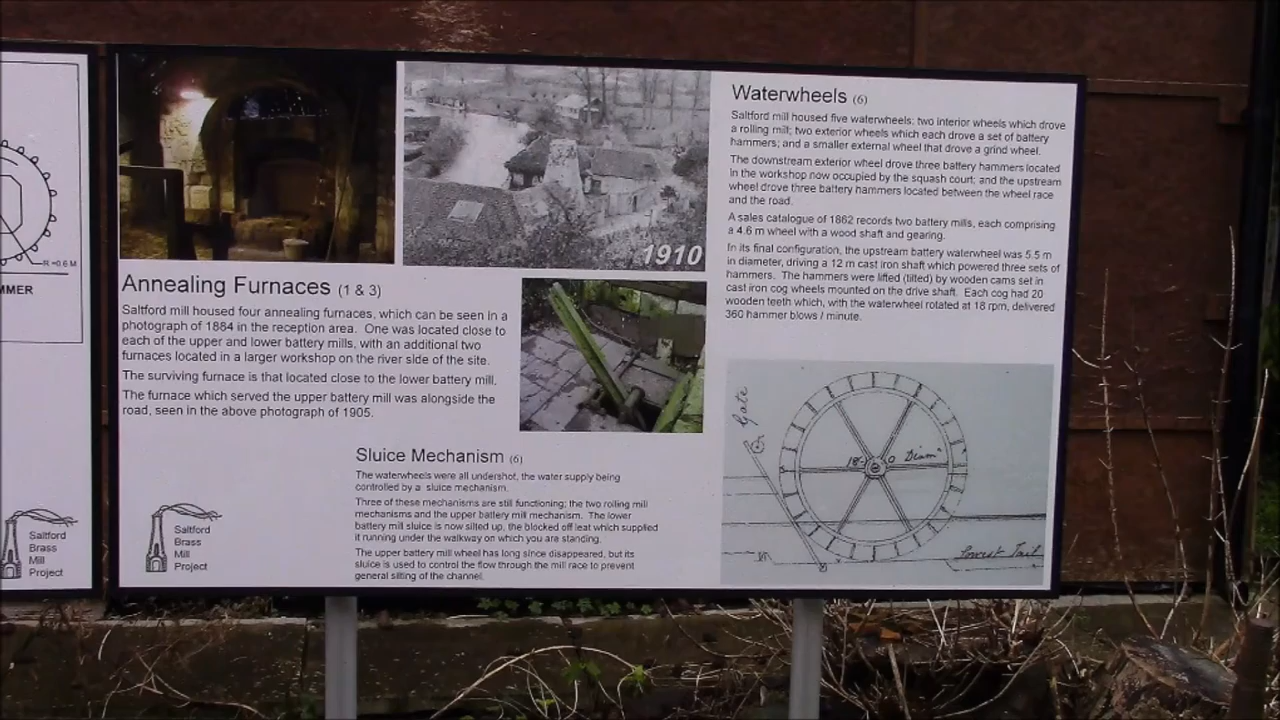 R =0.6 M
MMER
Saltford
Brass
Mill
Project
1910
Annealing Furnaces (1 & 3)
Saltford mill housed four annealing furnaces, which can be seen in a
photograph of 1884 in the reception area. One was located close to
each of the upper and lower battery mills, with an additional two
furnaces located in a larger workshop on the river side of the site.
The surviving furnace is that located close to the lower battery mill.
The furnace which served the upper battery mill was alongside the
road, seen in the above photograph of 1905.
Saltford
Brass
Mill
Project
Sluice Mechanism (6)
The waterwheels were all undershot, the water supply being
controlled by a sluice mechanism.
Three of these mechanisms are still functioning; the two rolling mill
mechanisms and the upper battery mill mechanism. The lower
battery mill sluice is now silted up, the blocked off leat which supplied
it running under the walkway on which you are standing.
The upper battery mill wheel has long since disappeared, but its
sluice is used to control the flow through the mill race to prevent
general silting of the channel.
Waterwheels (6)
Saltford mill housed five waterwheels; two interior wheels which drove
a rolling mill; two exterior wheels which each drove a set of battery
hammers; and a smaller external wheel that drove a grind wheel.
The downstream exterior wheel drove three battery hammers located
in the workshop now occupied by the squash court; and the upstream
wheel drove three battery hammers located between the wheel race
and the road.
A sales catalogue of 1862 records two battery mills, each comprising
a 4.6 m wheel with a wood shaft and gearing.
In its final configuration, the upstream battery waterwheel was 5.5 m
in diameter, driving a 12 m cast iron shaft which powered three sets of
hammers. The hammers were lifted (tilted) by wooden cams set in
cast iron cog wheels mounted on the drive shaft. Each cog had 20
wooden teeth which, with the waterwheel rotated at 18 rpm, delivered
360 hammer blows / minute.
Gate
18-0 Diam
Lowest Tail